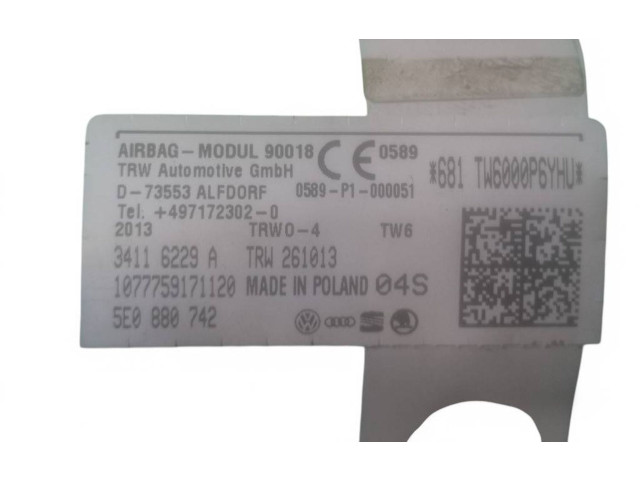 AIRBAG-MODUL 90018 CE 0589
TRW Automotive GmbH
D-73553 ALFDORF 0589-P1-000051
Tel. +497172302-0
2013 TRWO-4 TW6
3411 6229 A TRW 261013
1077759171120 MADE IN POLAND 04S
5E0 880 742
*681 TW6000P6YHU*